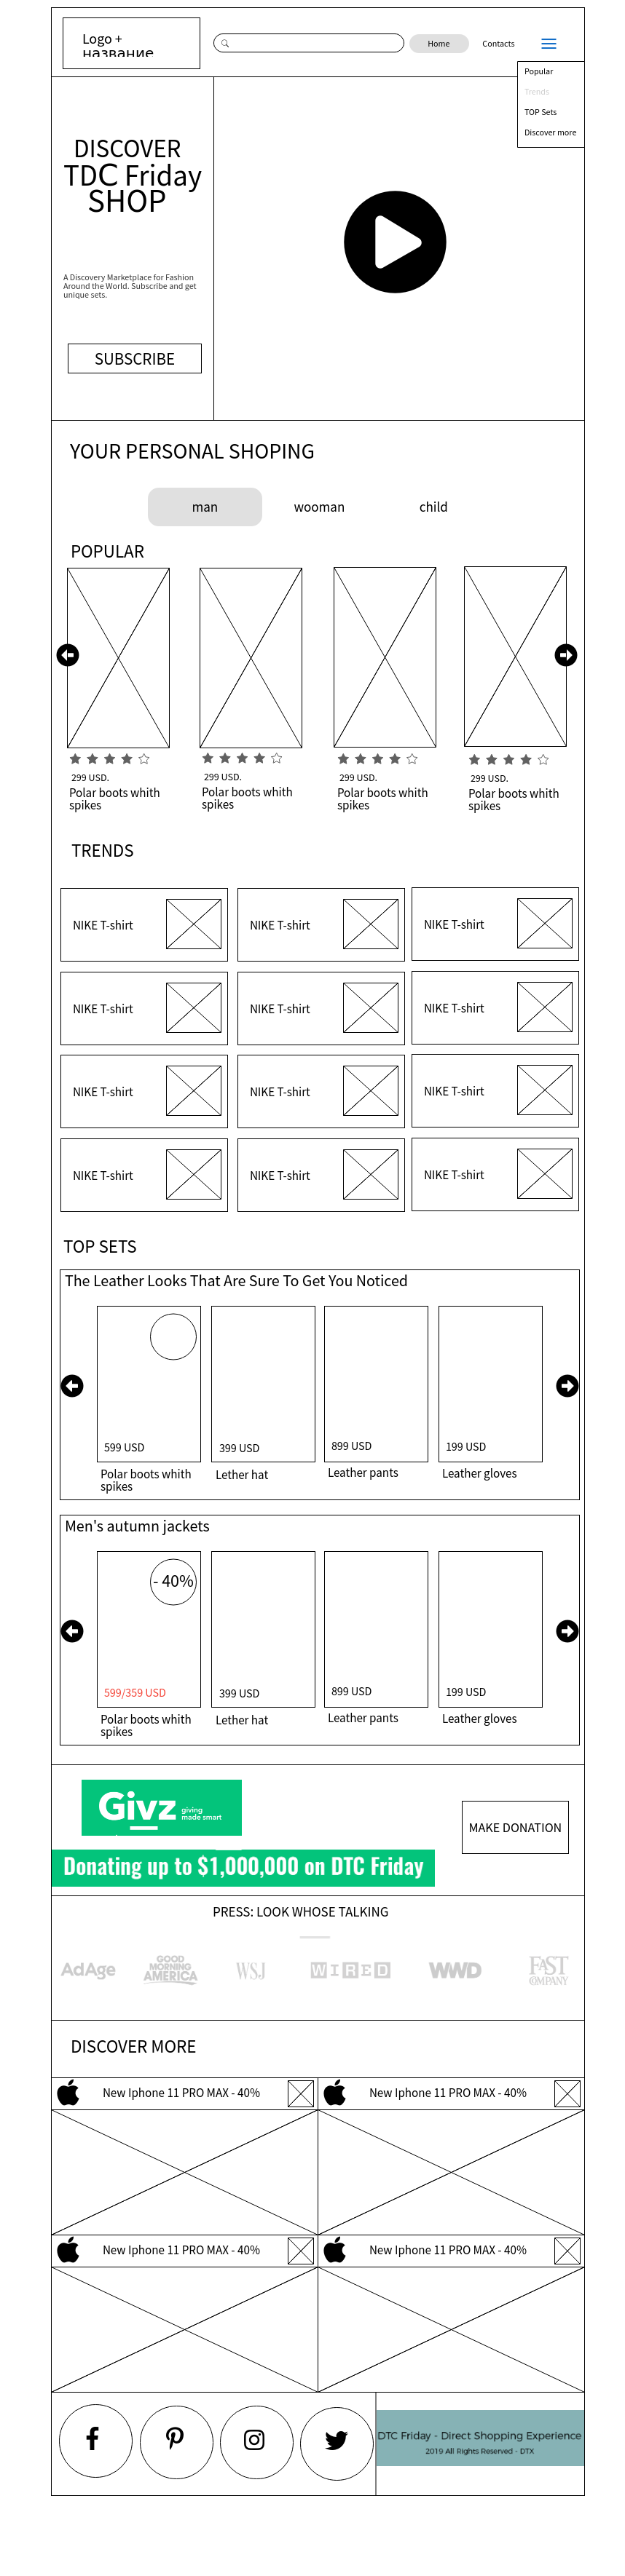 Logo +
название
Home
Contacts
Popular
Trends
TOP Sets
Discover more
DISCOVER
TDC Friday
SHOP
A Discovery Marketplace for Fashion
Around the World. Subscribe and get
unique sets.
SUBSCRIBE
YOUR PERSONAL SHOPING
man
wooman
child
POPULAR
299 USD.
Polar boots whith
spikes
299 USD.
Polar boots whith
spikes
299 USD.
Polar boots whith
spikes
299 USD.
Polar boots whith
spikes
TRENDS
NIKE T-shirt
NIKE T-shirt
NIKE T-shirt
NIKE T-shirt
NIKE T-shirt
NIKE T-shirt
NIKE T-shirt
NIKE T-shirt
NIKE T-shirt
NIKE T-shirt
NIKE T-shirt
NIKE T-shirt
TOP SETS
The Leather Looks That Are Sure To Get You Noticed
599 USD
Polar boots whith
spikes
399 USD
Lether hat
899 USD
Leather pants
199 USD
Leather gloves
Men's autumn jackets
- 40%
599/359 USD
Polar boots whith
spikes
399 USD
Lether hat
899 USD
Leather pants
199 USD
Leather gloves
Givz
giving
made smart
MAKE DONATION
Donating up to $1,000,000 on DTC Friday
PRESS: LOOK WHOSE TALKING
AdAge
GOOD
MORNING
AMERICA
WSJ
WIRED
WWD
FAST
COMPANY
DISCOVER MORE
New Iphone 11 PRO MAX - 40%
New Iphone 11 PRO MAX - 40%
New Iphone 11 PRO MAX - 40%
New Iphone 11 PRO MAX - 40%
DTC Friday - Direct Shopping Experience
2019 All Rights Reserved - DTX